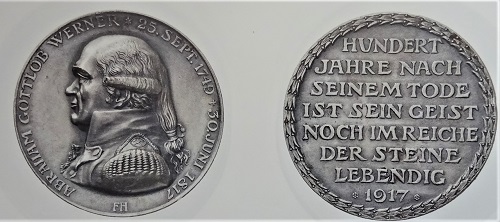 ABRAHAM GOTTLOB WERNER * 25. SEPT. 1749 + 30. JUNI 1817
FH
HUNDERT
JAHRE NACH
SEINEM TODE
IST SEIN GEIST
NOCH IM REICHE
DER STEINE
LEBENDIG
* 1917 *